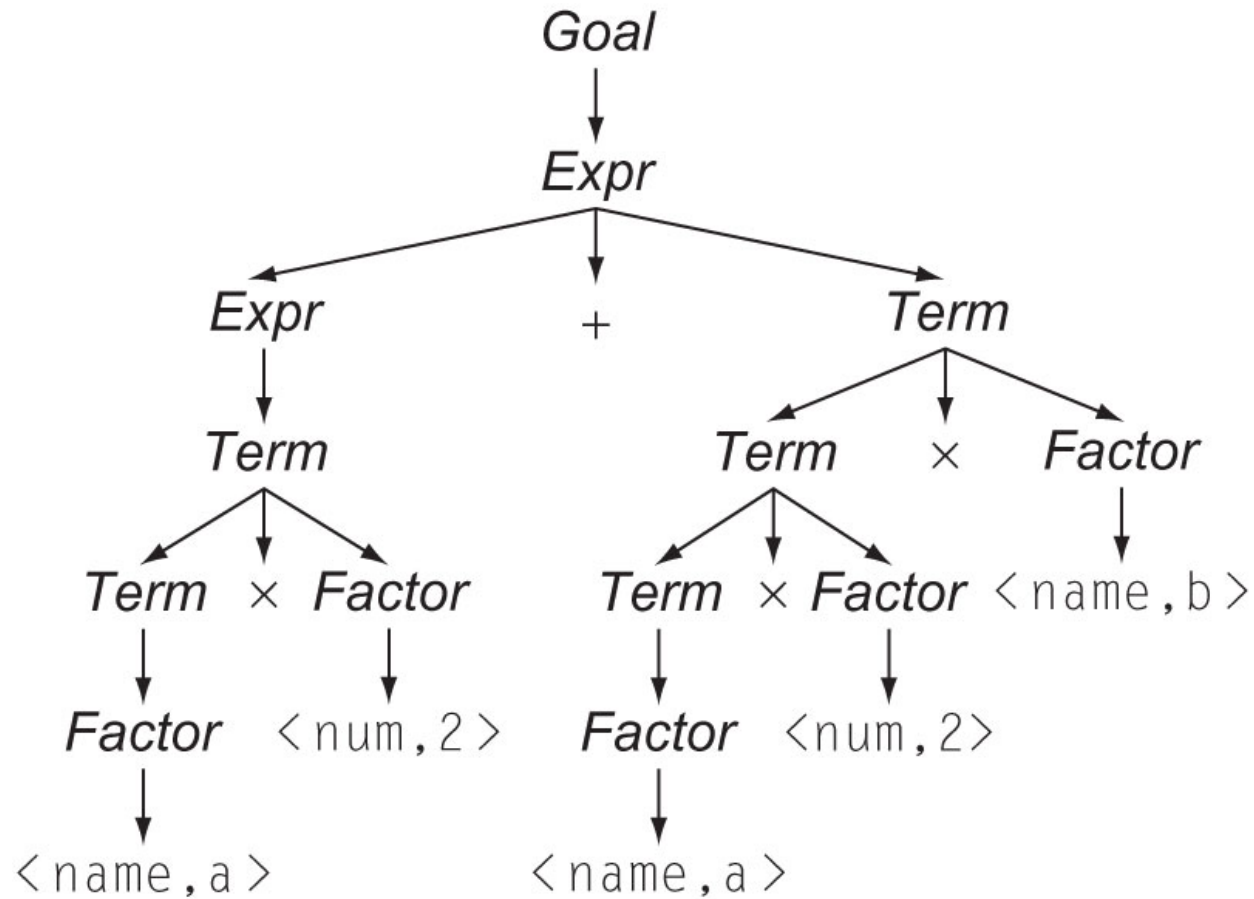 Goal
Expr
Expr + Term
Term Term × Factor
Term × Factor Term × Factor <name,b>
Factor <num,2> Factor <num,2>
<name,a> <name,a>